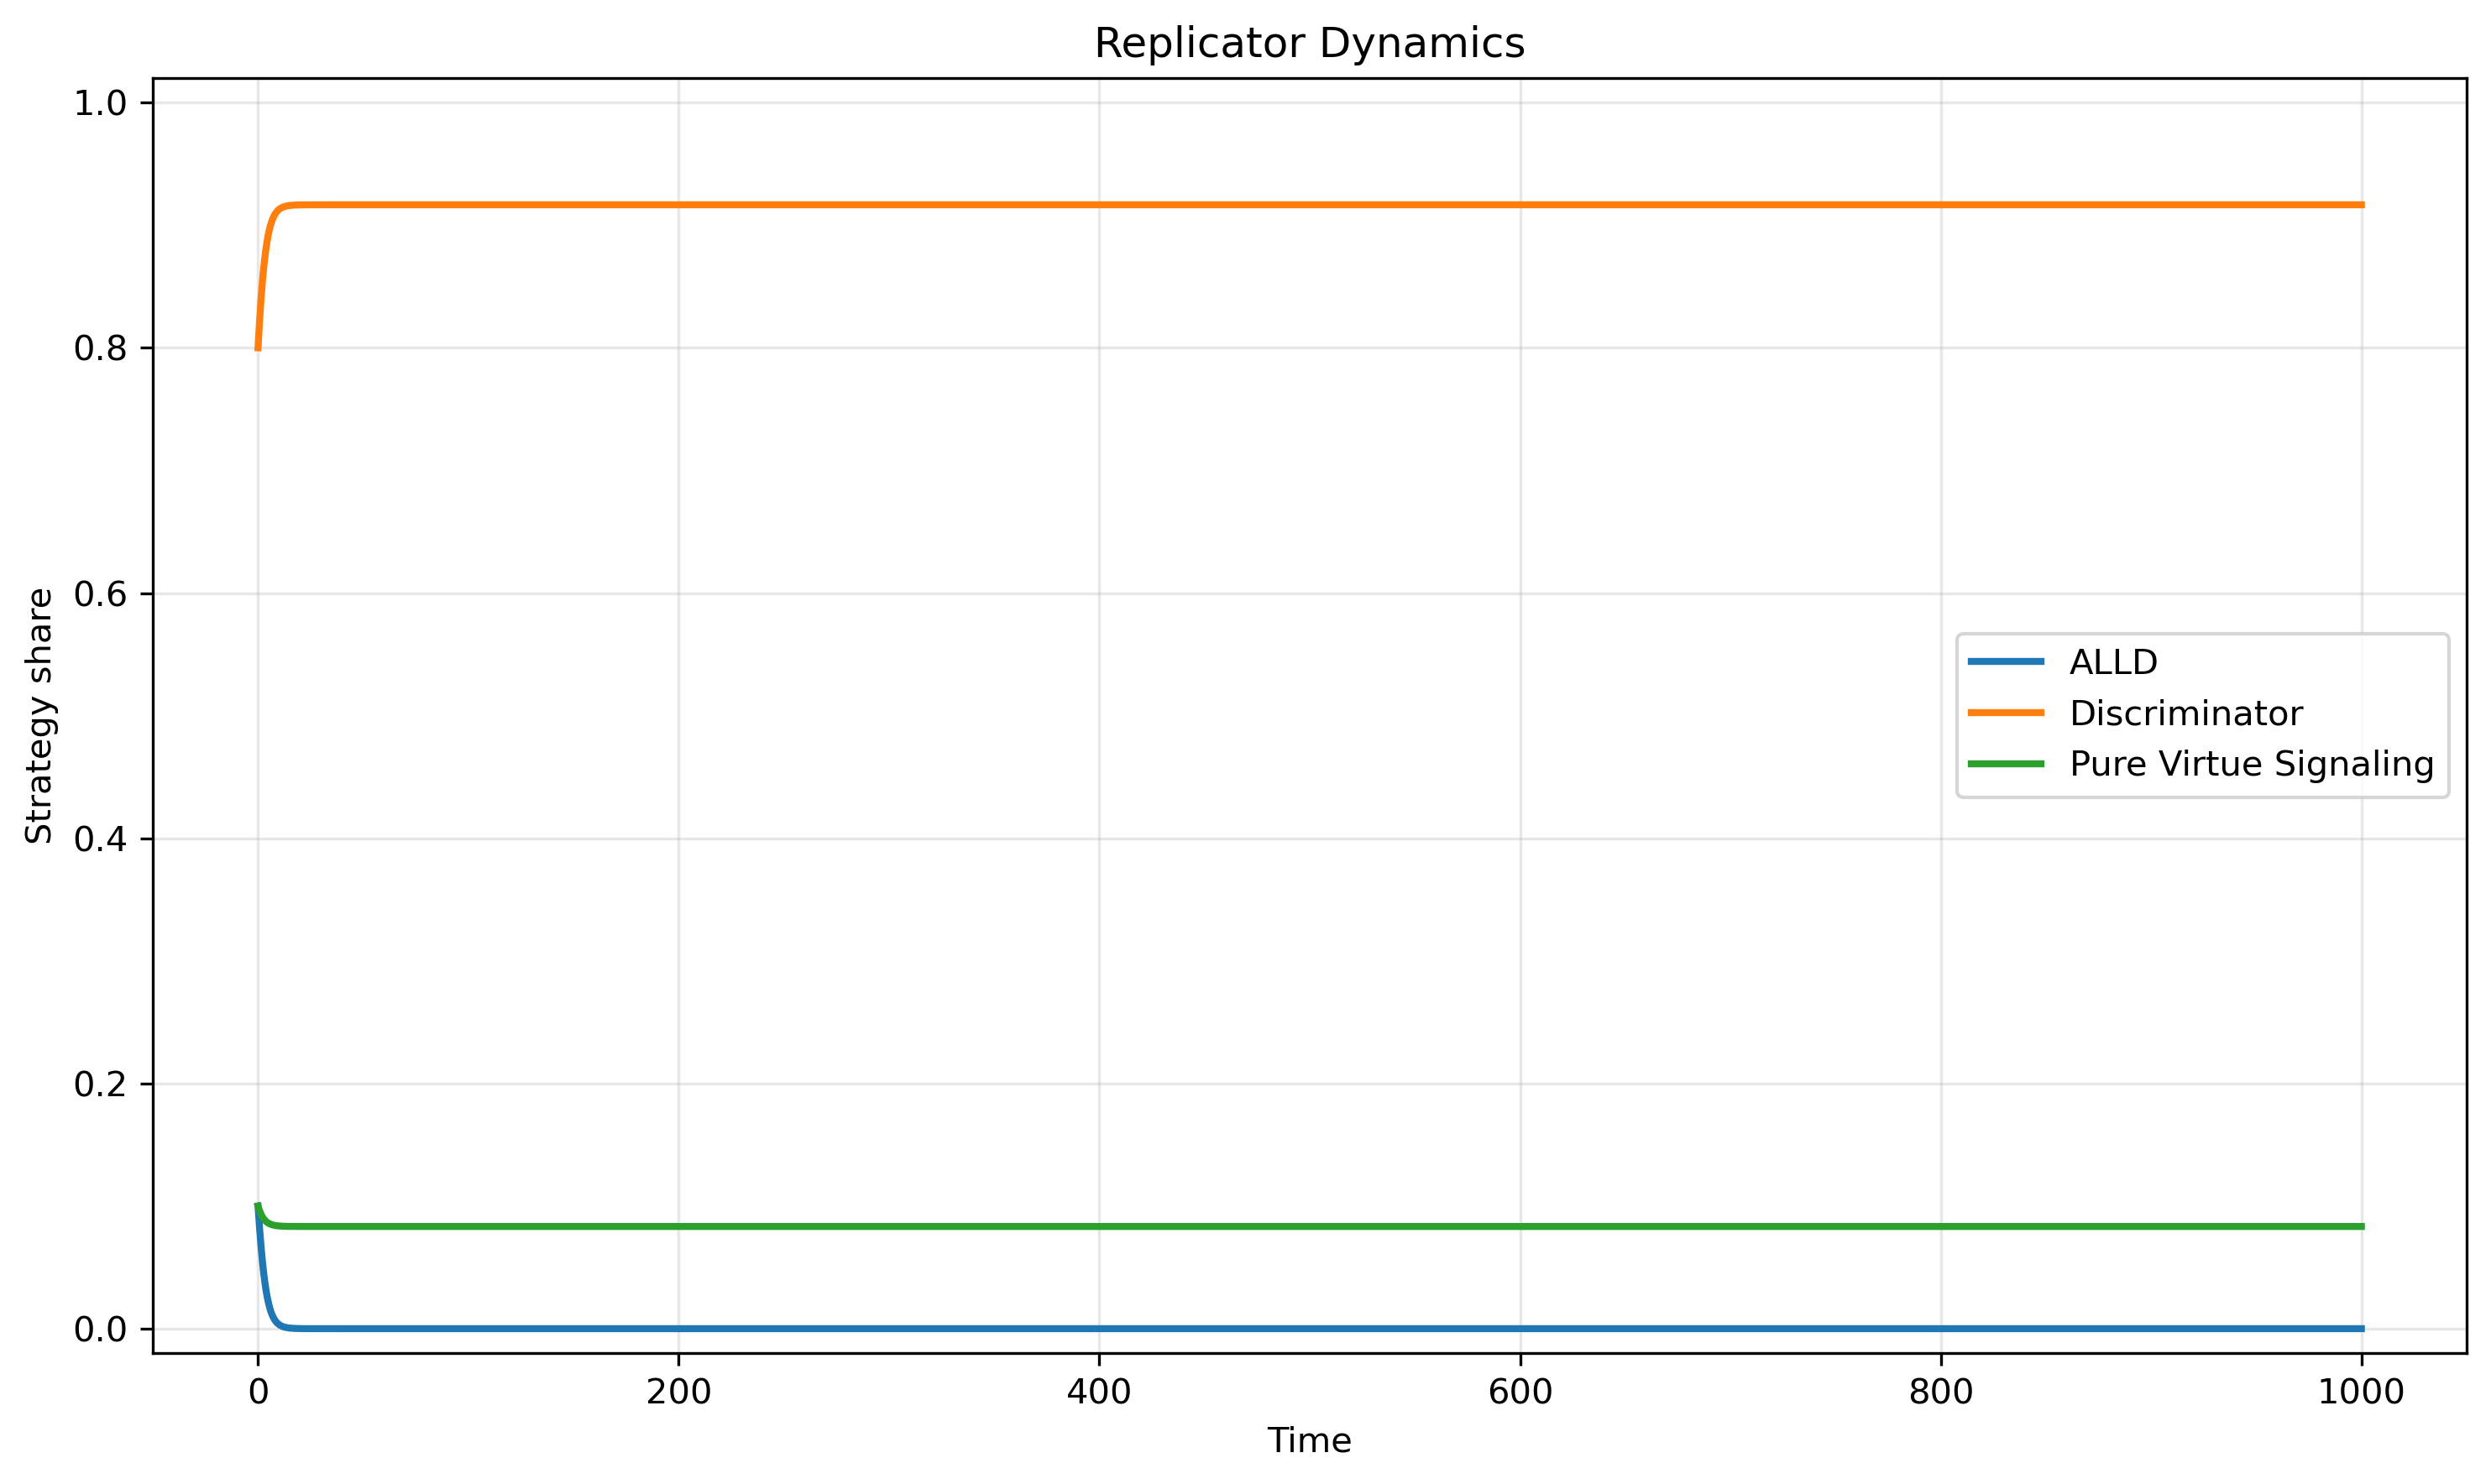 Replicator Dynamics
1.0
0.8
0.6
0.4
0.2
0.0
Strategy share
ALLD
Discriminator
Pure Virtue Signaling
0 200 400 600 800 1000
Time